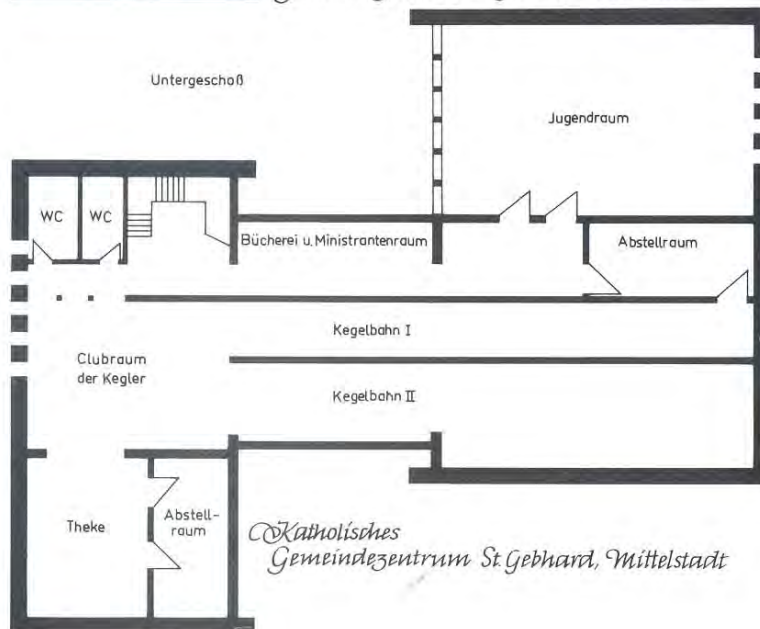 Untergeschoß
Jugendraum
WC
WC
Bücherei u. Ministrantenraum
Abstellraum
Kegelbahn I
Clubraum
der Kegler
Kegelbahn II
Theke
Abstell-
raum
Katholisches
Gemeindezentrum St. Gebhard, Mittelstadt